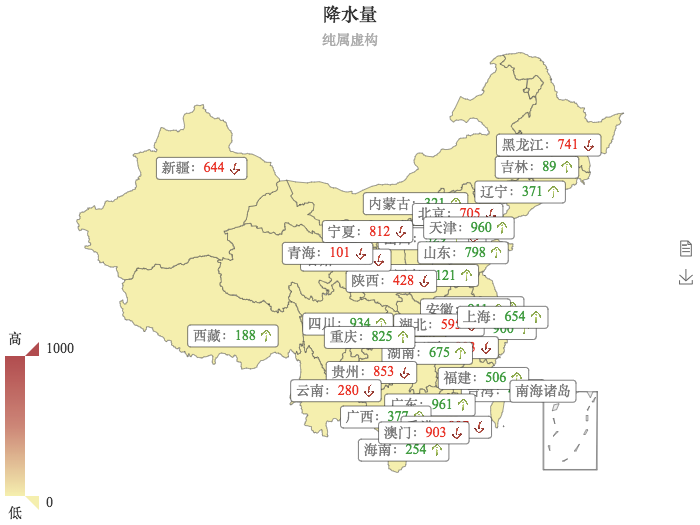 降水量
纯属虚构
黑龙江: 741
新疆: 644
吉林: 89
辽宁: 371
内蒙古: 321
北京: 705
天津: 960
宁夏: 812
山东: 798
青海: 101
121
陕西: 428
安徽:
上海: 654
四川: 934
湖北: 595
西藏: 188
重庆: 825
湖南: 675
高
1000
贵州: 853
福建: 506
云南: 280
台湾:
南海诸岛
广东: 961
广西: 377
澳门: 903
海南: 254
0
低